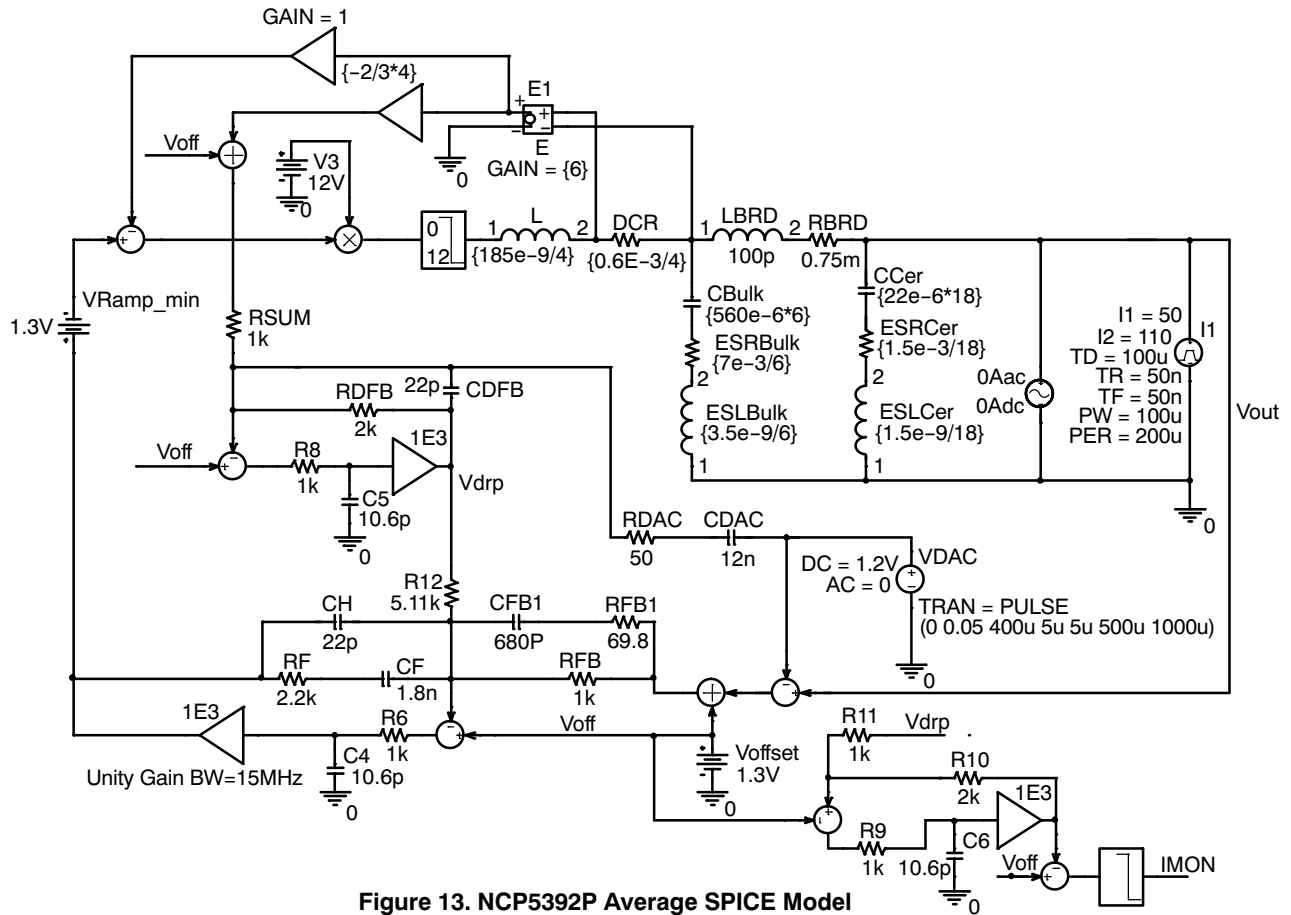 GAIN = 1
{−2/3*4}
E1
+
+
−
−
E
GAIN = {6}
0
Voff
+
V3
12V
0
+
−
×
0
12
1
L
2
{185e−9/4}
DCR
{0.6E−3/4}
1
LBRD
2
100p
RBRD
0.75m
CBulk
{560e−6*6}
ESRBulk
{7e−3/6}
2
ESLBulk
{3.5e−9/6}
1
CCer
{22e−6*18}
ESRCer
{1.5e−3/18}
2
ESLCer
{1.5e−9/18}
1
0Aac
0Adc
I1 = 50
I2 = 110
TD = 100u
TR = 50n
TF = 50n
PW = 100u
PER = 200u
I1
Vout
0
VRamp_min
1.3V
RSUM
1k
22p
CDFB
RDFB
2k
Voff
+
−
R8
1k
1E3
C5
10.6p
0
Vdrp
RDAC
50
CDAC
12n
DC = 1.2V
AC = 0
VDAC
+
−
TRAN = PULSE
(0 0.05 400u 5u 5u 500u 1000u)
0
R12
5.11k
CH
22p
CFB1
680P
RFB1
69.8
RF
2.2k
CF
1.8n
RFB
1k
+
−
+
1E3
R6
1k
−
+
Voff
C4
10.6p
0
Unity Gain BW=15MHz
Voffset
1.3V
0
R11
1k
Vdrp
R10
2k
1E3
+
R9
1k
C6
10.6p
0
Voff
+
−
IMON
Figure 13. NCP5392P Average SPICE Model